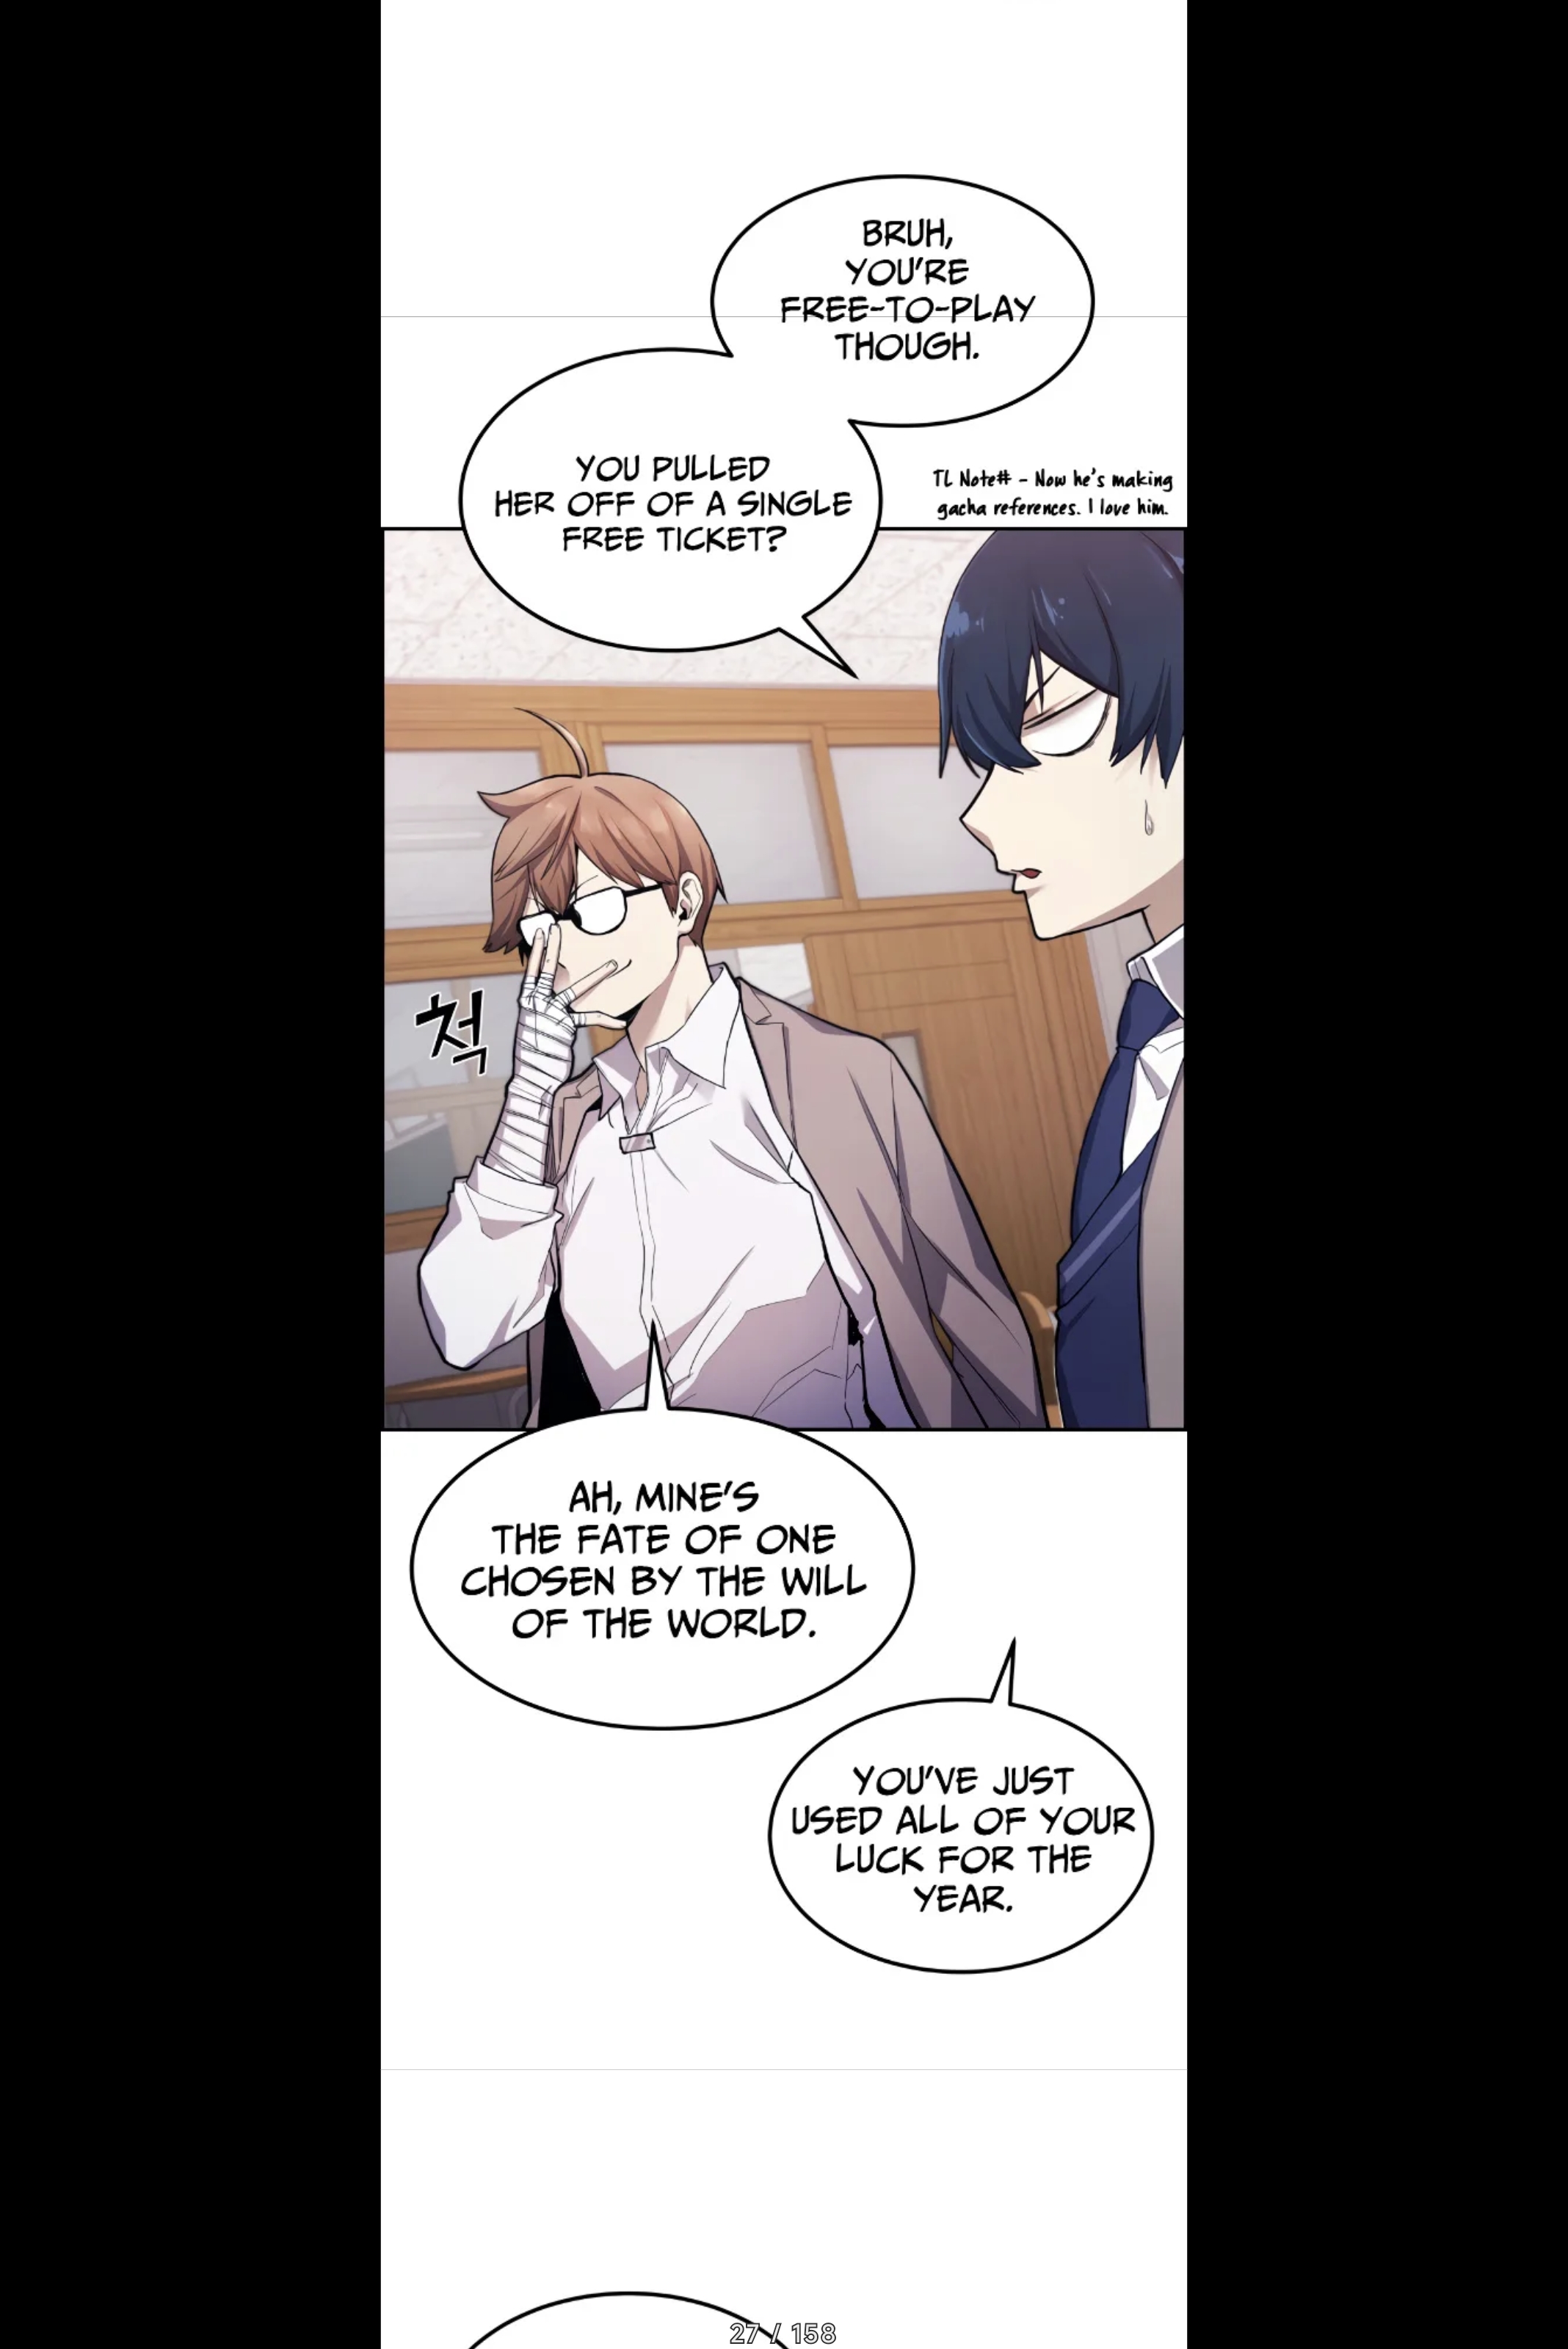 BRUH,
YOU'RE
FREE-TO-PLAY
THOUGH.
YOU PULLED
HER OFF OF A SINGLE
FREE TICKET?
TL Note# - Now he's making
gacha references. I love him.
척
AH, MINE'S
THE FATE OF ONE
CHOSEN BY THE WILL
OF THE WORLD.
YOU'VE JUST
USED ALL OF YOUR
LUCK FOR THE
YEAR.
27 / 158